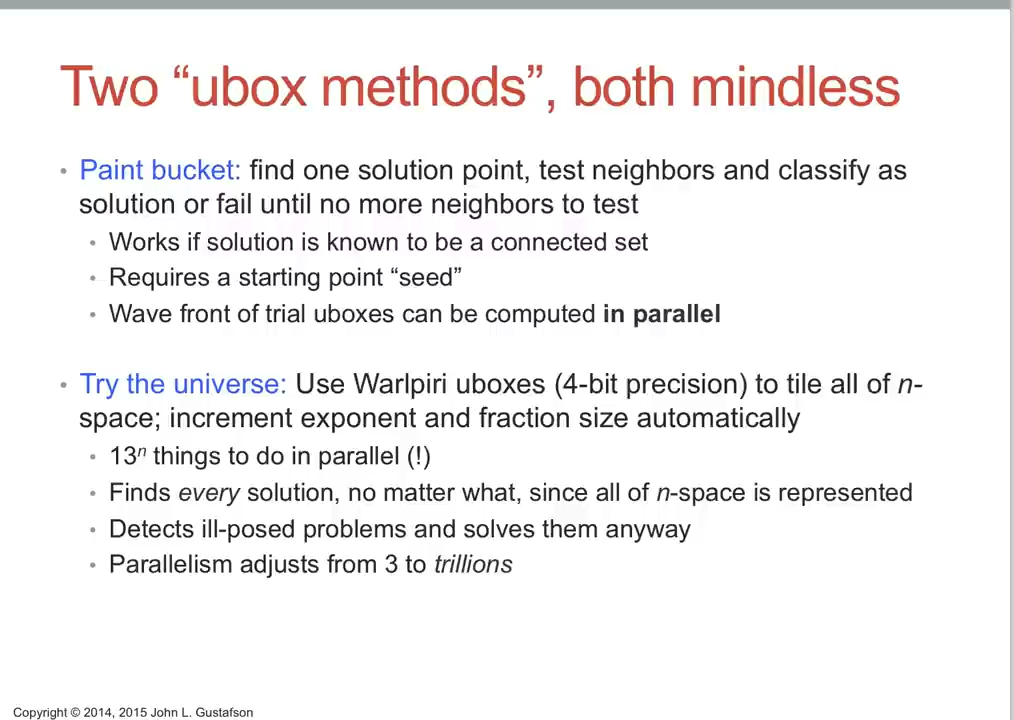 Two “ubox methods”, both mindless
• Paint bucket: find one solution point, test neighbors and classify as
solution or fail until no more neighbors to test
• Works if solution is known to be a connected set
• Requires a starting point “seed”
• Wave front of trial uboxes can be computed in parallel
• Try the universe: Use Warlpiri uboxes (4-bit precision) to tile all of n-
space; increment exponent and fraction size automatically
• 13ⁿ things to do in parallel (!)
• Finds every solution, no matter what, since all of n-space is represented
• Detects ill-posed problems and solves them anyway
• Parallelism adjusts from 3 to trillions
Copyright © 2014, 2015 John L. Gustafson